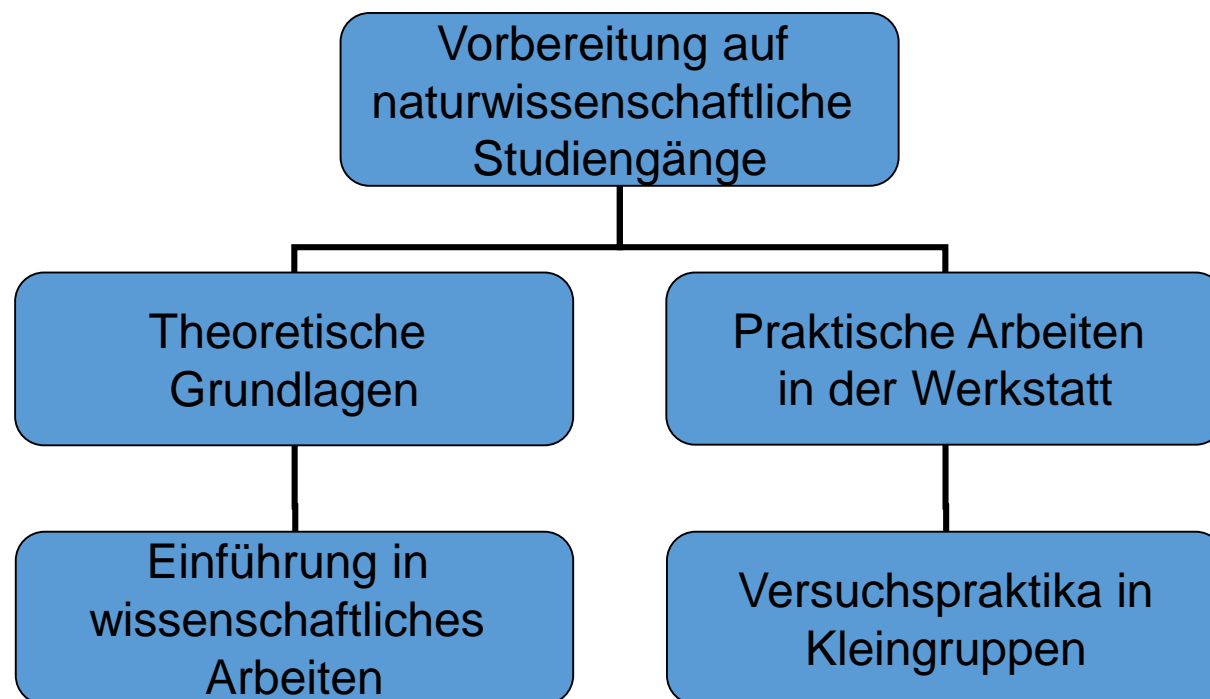 Vorbereitung auf
naturwissenschaftliche
Studiengänge
Theoretische
Grundlagen
Praktische Arbeiten
in der Werkstatt
Einführung in
wissenschaftliches
Arbeiten
Versuchspraktika in
Kleingruppen